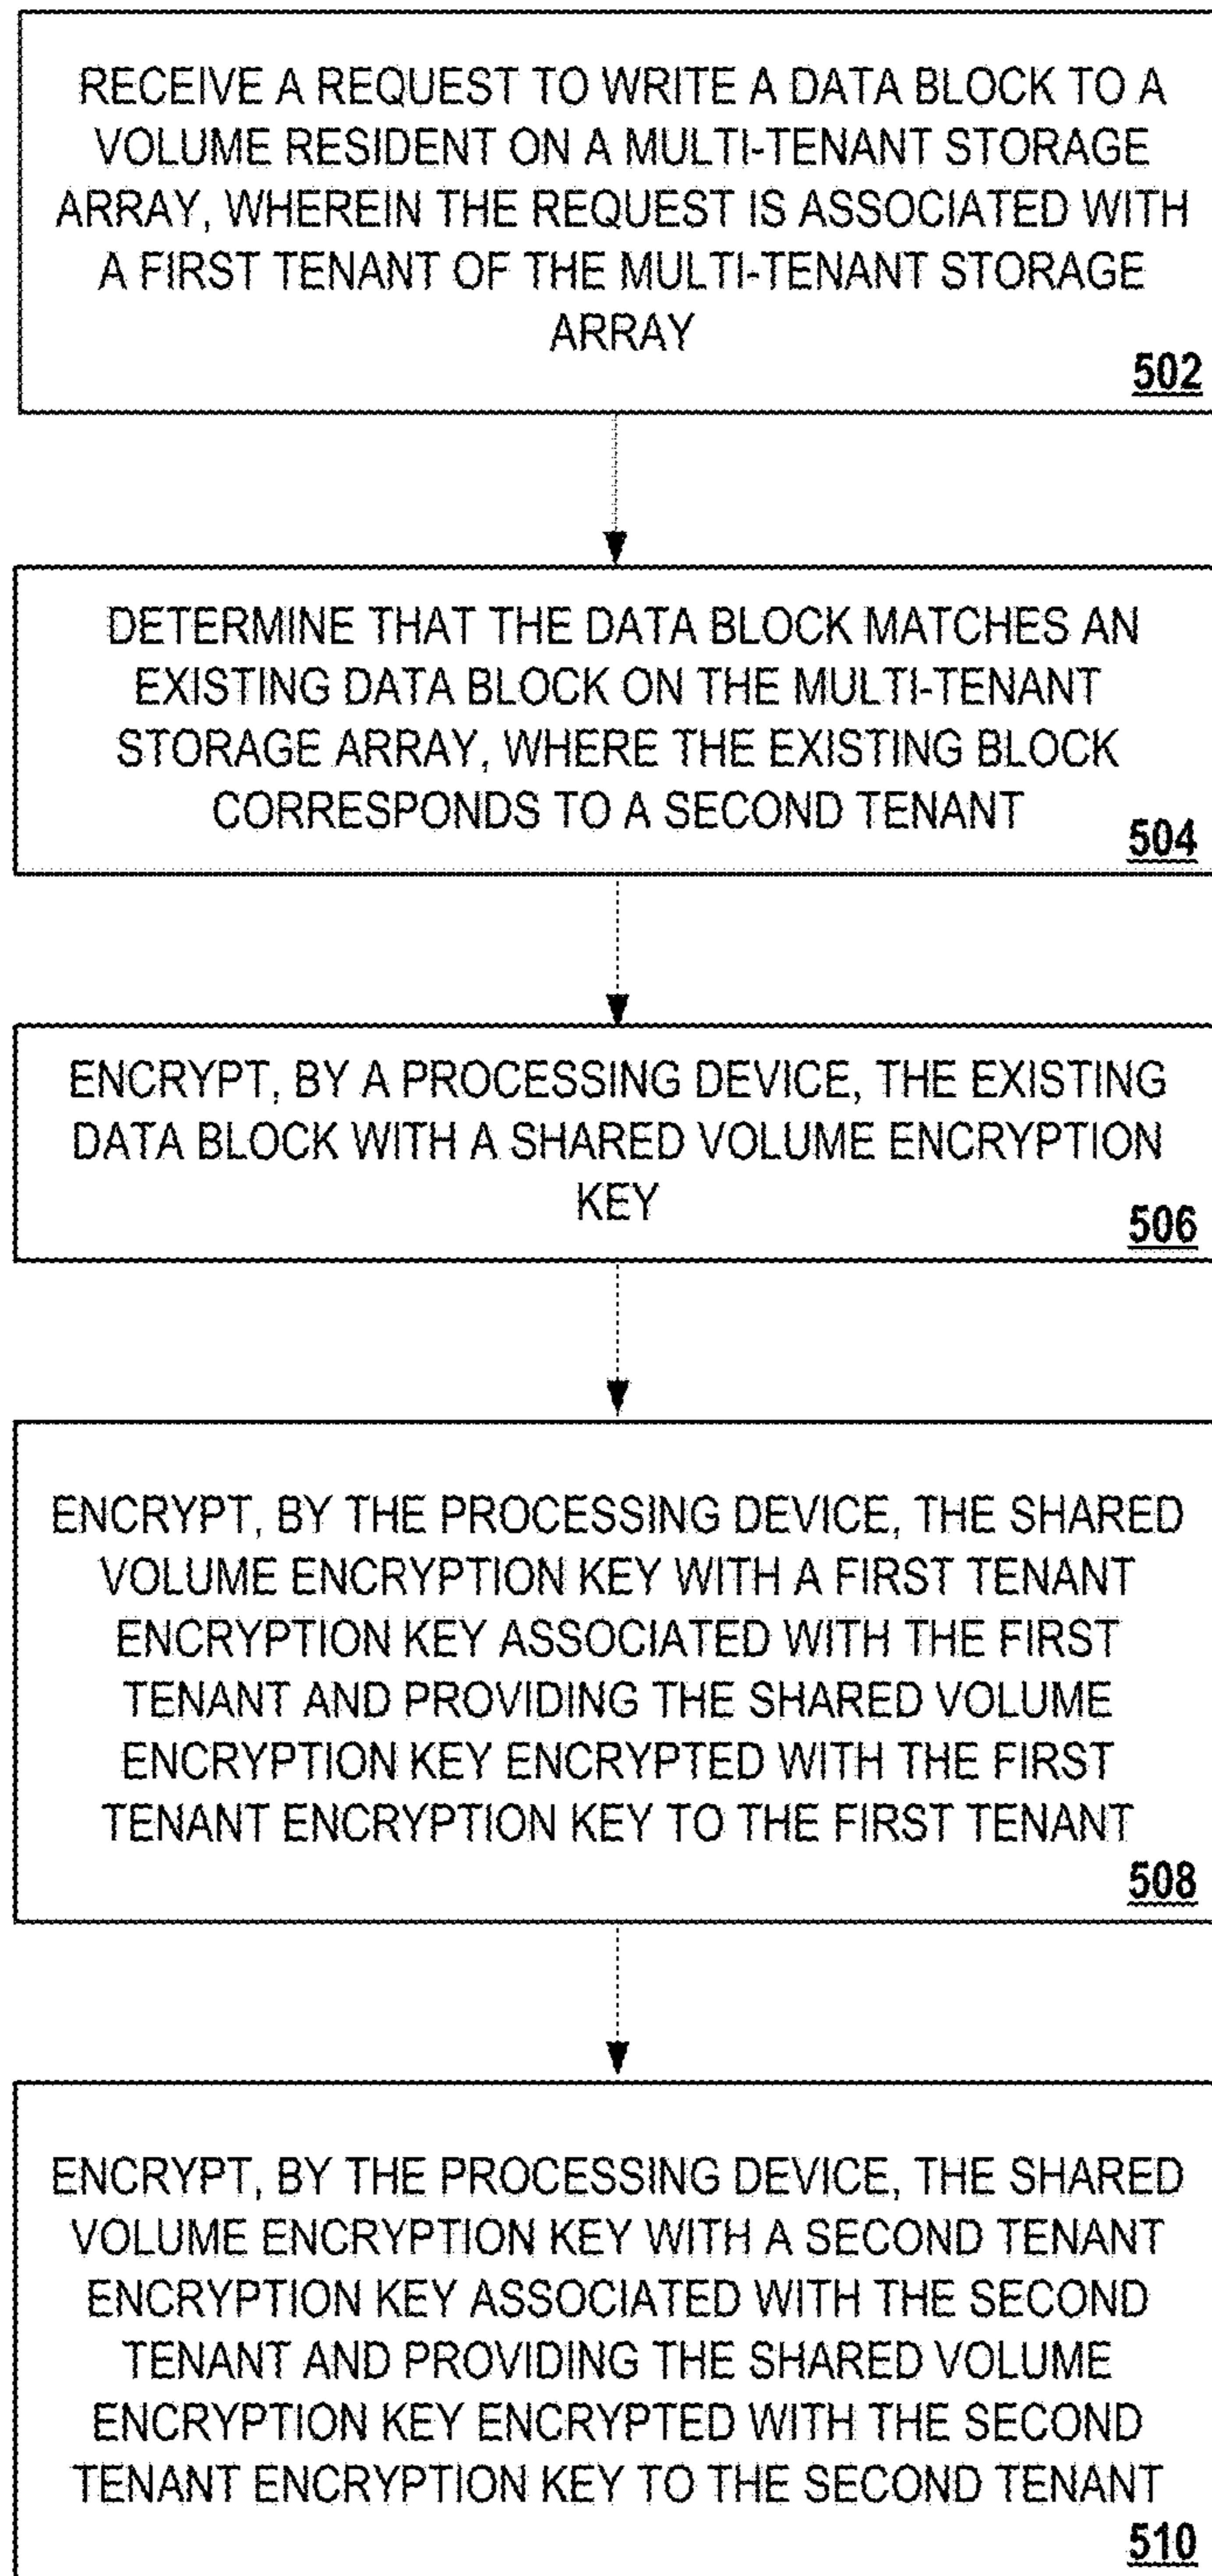 RECEIVE A REQUEST TO WRITE A DATA BLOCK TO A
VOLUME RESIDENT ON A MULTI-TENANT STORAGE
ARRAY, WHEREIN THE REQUEST IS ASSOCIATED WITH
A FIRST TENANT OF THE MULTI-TENANT STORAGE
ARRAY
502
DETERMINE THAT THE DATA BLOCK MATCHES AN
EXISTING DATA BLOCK ON THE MULTI-TENANT
STORAGE ARRAY, WHERE THE EXISTING BLOCK
CORRESPONDS TO A SECOND TENANT
504
ENCRYPT, BY A PROCESSING DEVICE, THE EXISTING
DATA BLOCK WITH A SHARED VOLUME ENCRYPTION
KEY
506
ENCRYPT, BY THE PROCESSING DEVICE, THE SHARED
VOLUME ENCRYPTION KEY WITH A FIRST TENANT
ENCRYPTION KEY ASSOCIATED WITH THE FIRST
TENANT AND PROVIDING THE SHARED VOLUME
ENCRYPTION KEY ENCRYPTED WITH THE FIRST
TENANT ENCRYPTION KEY TO THE FIRST TENANT
508
ENCRYPT, BY THE PROCESSING DEVICE, THE SHARED
VOLUME ENCRYPTION KEY WITH A SECOND TENANT
ENCRYPTION KEY ASSOCIATED WITH THE SECOND
TENANT AND PROVIDING THE SHARED VOLUME
ENCRYPTION KEY ENCRYPTED WITH THE SECOND
TENANT ENCRYPTION KEY TO THE SECOND TENANT
510